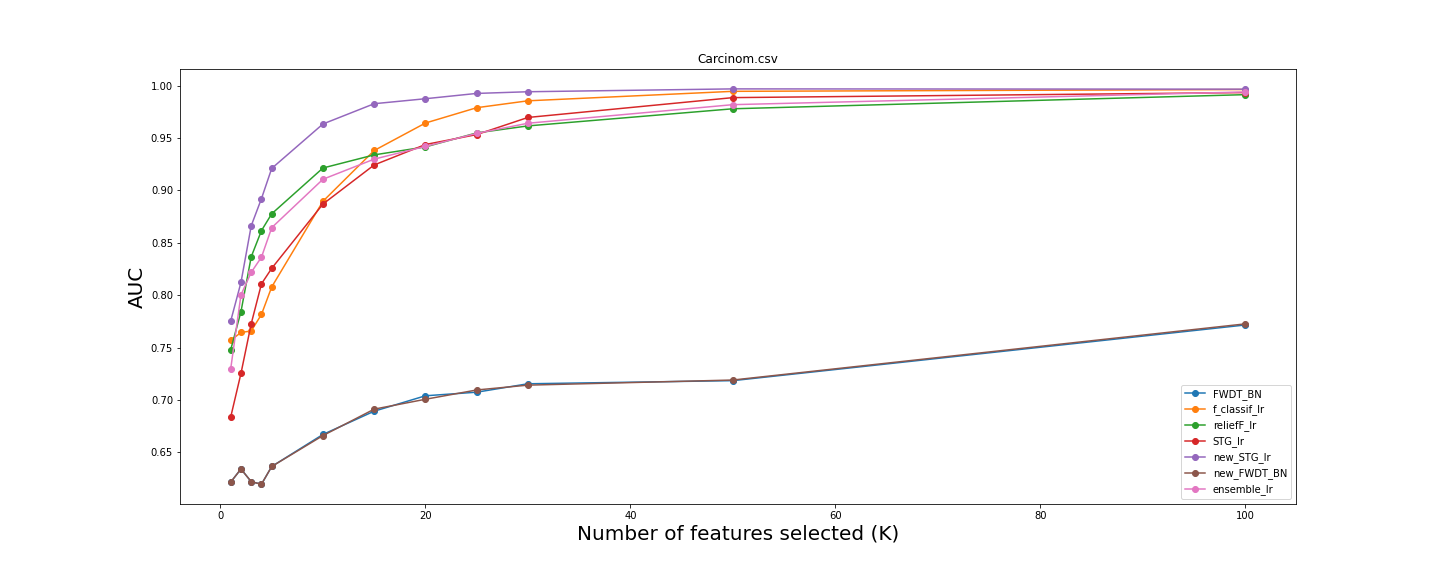 Carcinom.csv
1.00
0.95
0.90
0.85
0.80
0.75
0.70
0.65
AUC
0 20 40 60 80 100
Number of features selected (K)
FWDT_BN
f_classif_lr
reliefF_lr
STG_lr
new_STG_lr
new_FWDT_BN
ensemble_lr